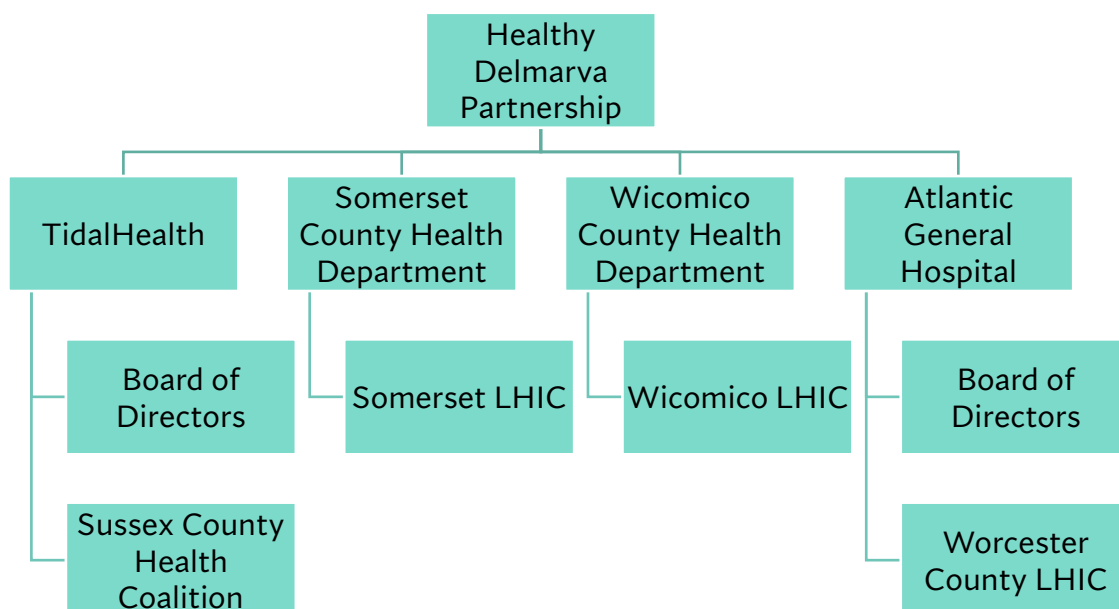 Healthy
Delmarva
Partnership
TidalHealth
Somerset
County Health
Department
Wicomico
County Health
Department
Atlantic
General
Hospital
Board of
Directors
Somerset LHIC
Wicomico LHIC
Board of
Directors
Sussex County
Health
Coalition
Worcester
County LHIC